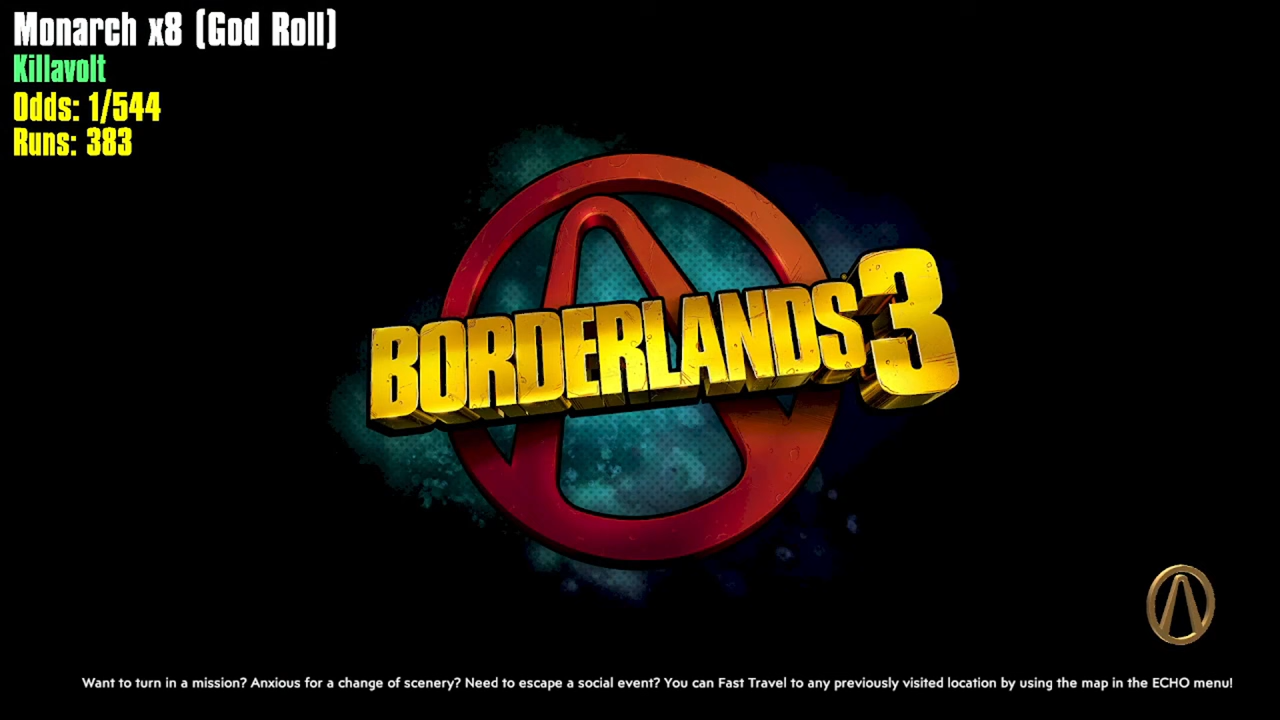 Monarch x8 (God Roll)
Killavolt
Odds: 1/544
Runs: 383
BORDERLANDS 3
Want to turn in a mission? Anxious for a change of scenery? Need to escape a social event? You can Fast Travel to any previously visited location by using the map in the ECHO menu!